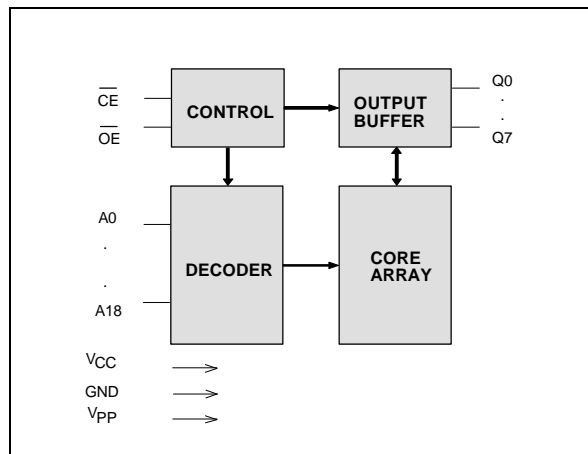 CE
OE
CONTROL
OUTPUT
BUFFER
Q0
.
.
Q7
A0
.
.
A18
DECODER
CORE
ARRAY
VCC
GND
VPP